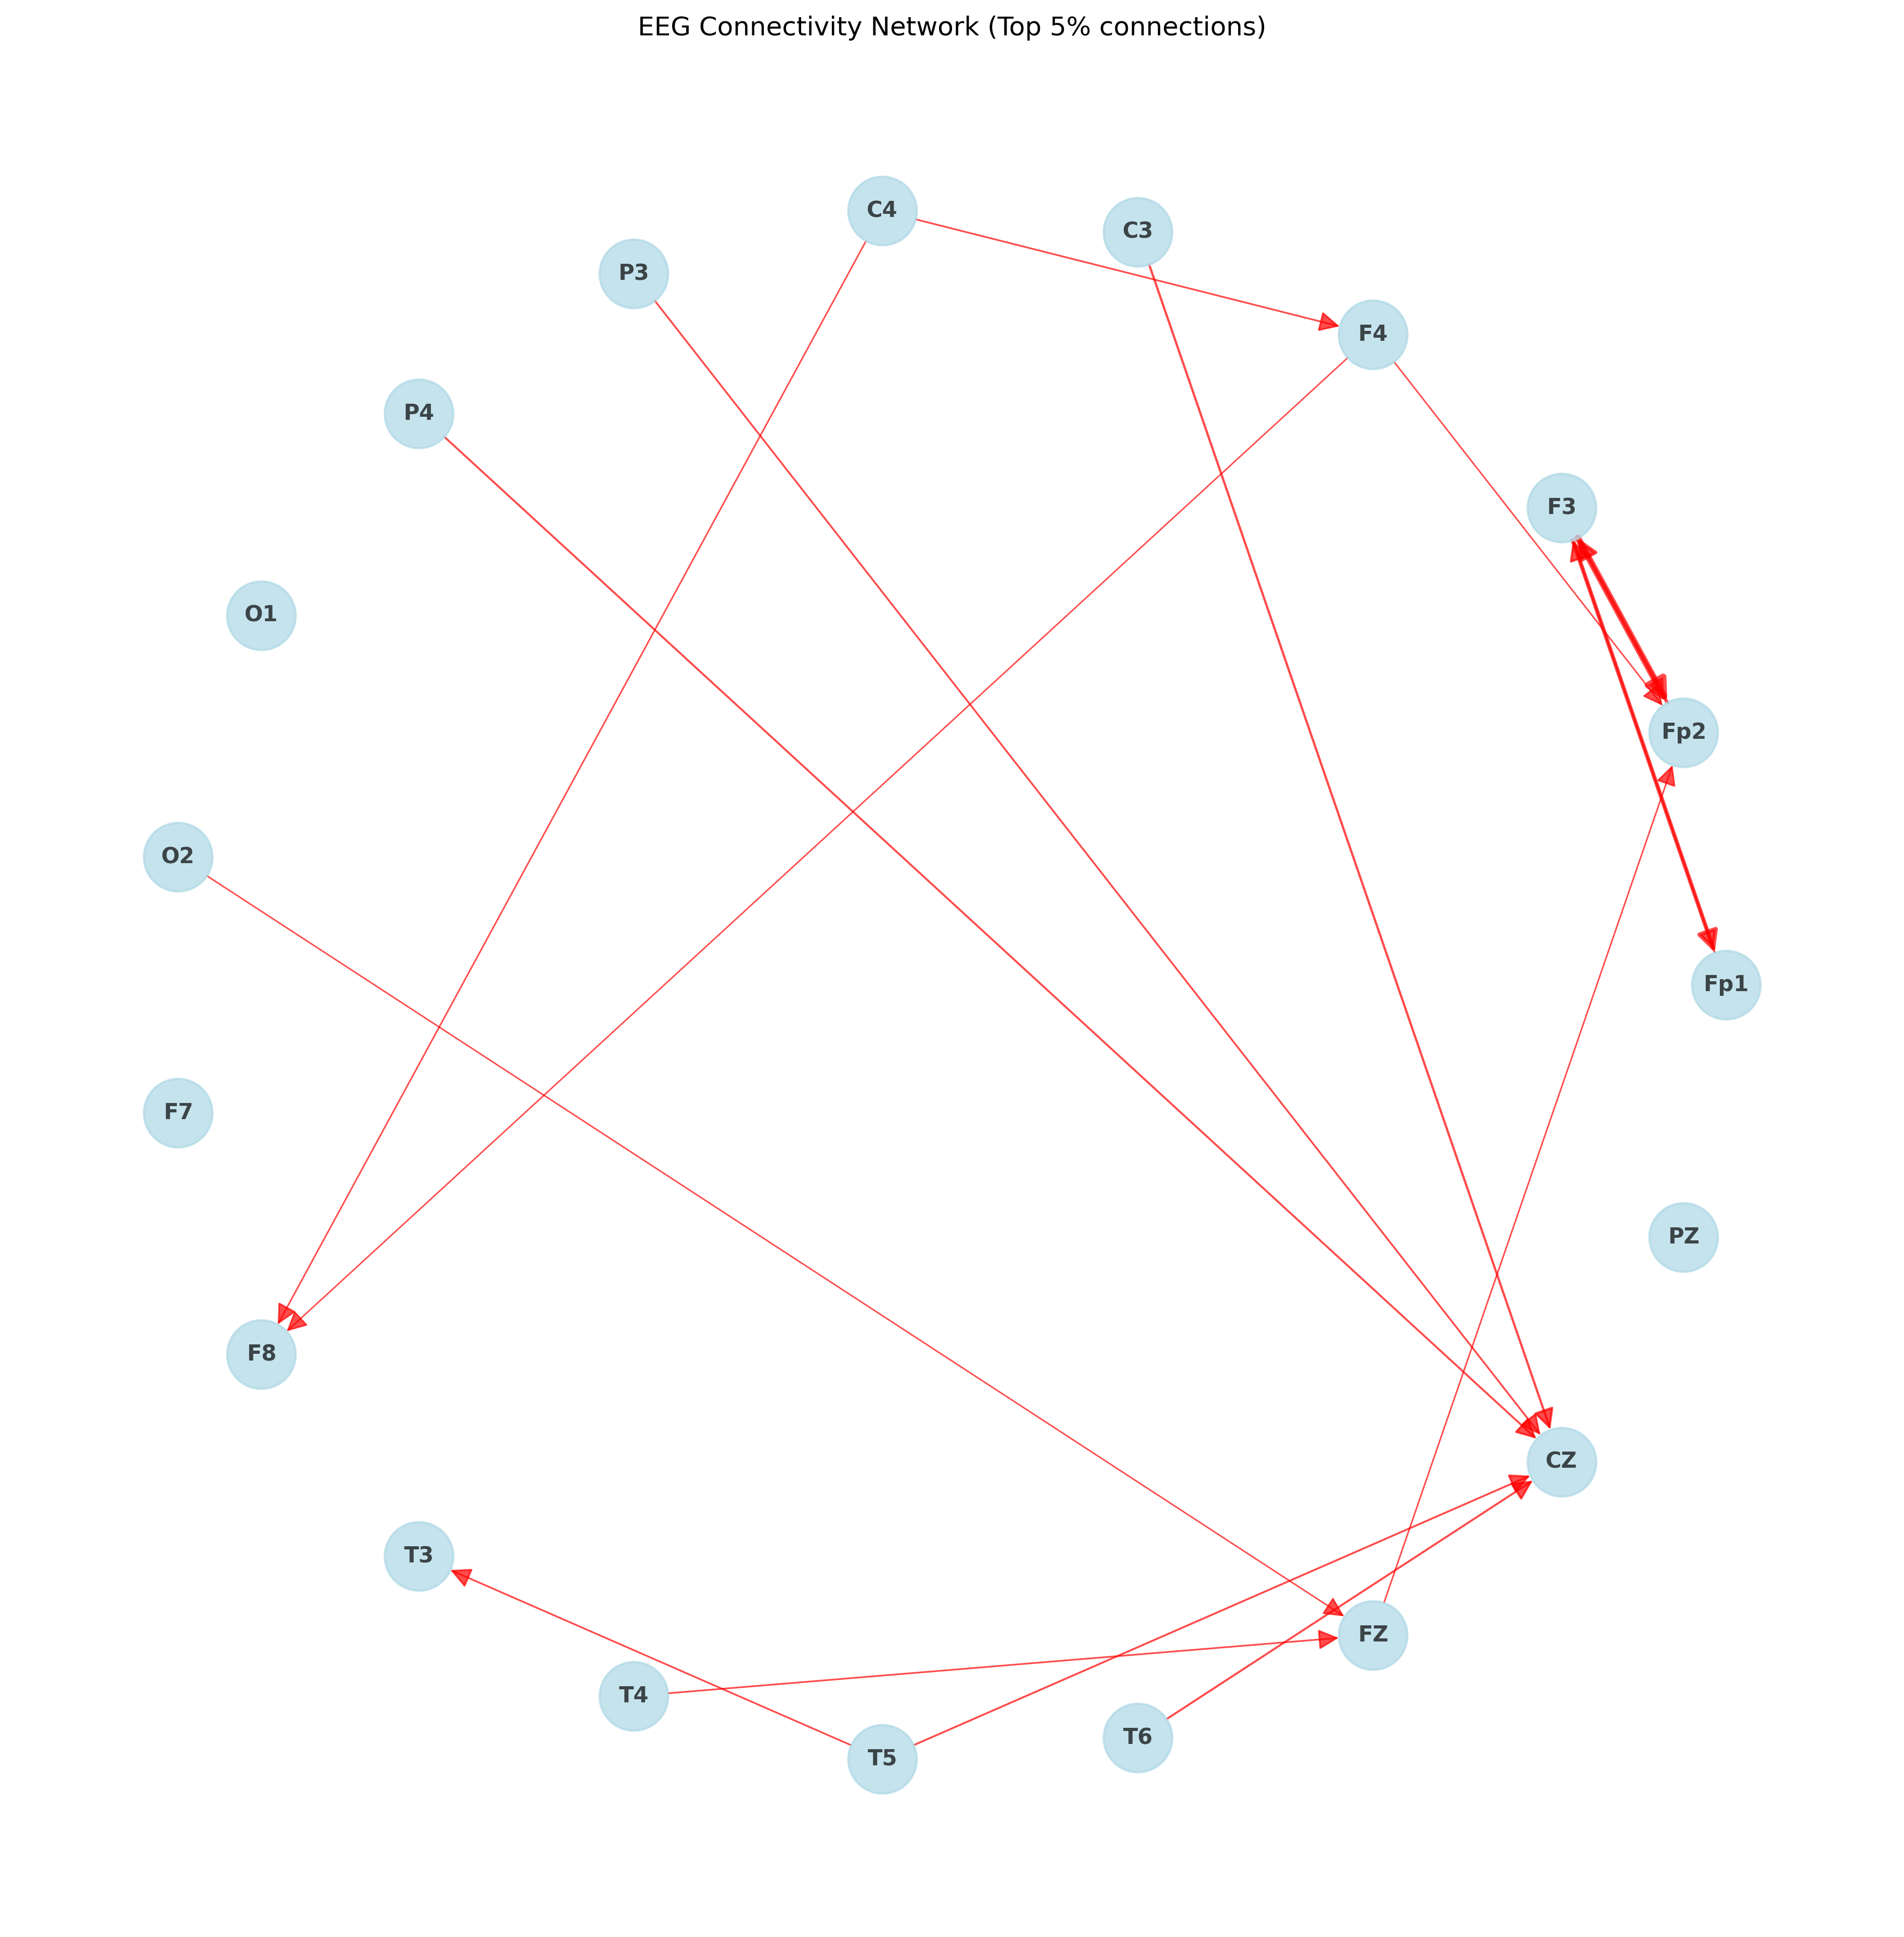 EEG Connectivity Network (Top 5% connections)
C4
C3
P3
F4
P4
F3
O1
Fp2
O2
Fp1
F7
PZ
F8
CZ
T3
FZ
T4
T6
T5